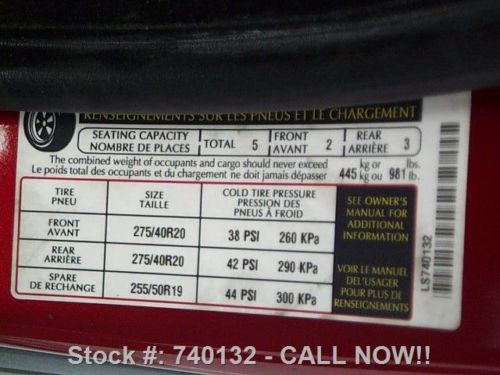 RENSEIGNEMENTS SUR LES PNEUS ET LE CHARGEMENT
SEATING CAPACITY
NOMBRE DE PLACES
TOTAL 5
FRONT
AVANT 2
REAR
ARRIÈRE 3
The combined weight of occupants and cargo should never exceed
Le poids total des occupants et du chargement ne doit jamais dépasser
445 kg or
kg ou 981 lbs.
lb.
TIRE
PNEU
SIZE
TAILLE
COLD TIRE PRESSURE
PRESSION DES
PNEUS À FROID
FRONT
AVANT
275/40R20
38 PSI 260 KPa
REAR
ARRIÈRE
275/40R20
42 PSI 290 KPa
SPARE
DE RECHANGE
255/50R19
44 PSI 300 KPa
SEE OWNER'S
MANUAL FOR
ADDITIONAL
INFORMATION
VOIR LE MANUEL
DEL'USAGER
POUR PLUS DE
RENSEIGNEMENTS
LS740132
Stock #: 740132 - CALL NOW!!